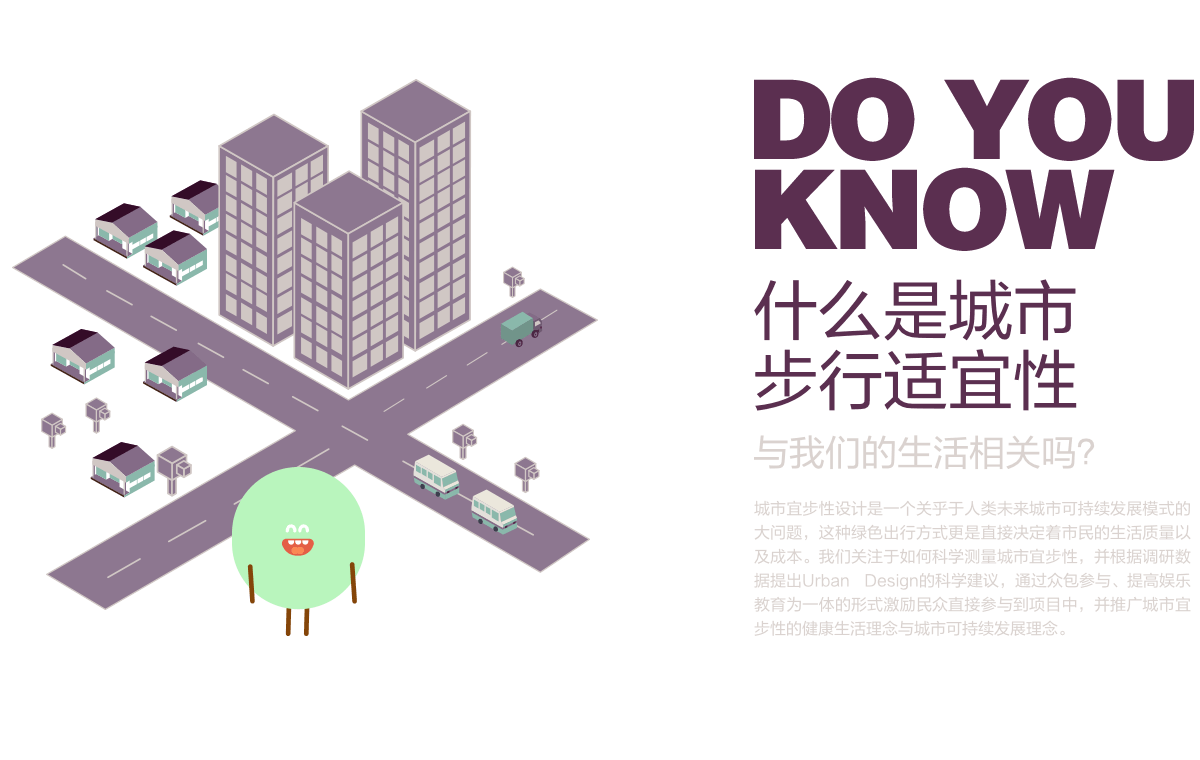 DO YOU
KNOW
什么是城市
步行适宜性
与我们的生活相关吗?
城市宜步性设计是一个关乎于人类未来城市可持续发展模式的
大问题，这种绿色出行方式更是直接决定着市民的生活质量以
及成本。我们关注于如何科学测量城市宜步性，并根据调研数
据提出Urban Design的科学建议，通过众包参与、提高娱乐
教育为一体的形式激励民众直接参与到项目中，并推广城市宜
步性的健康生活理念与城市可持续发展理念。